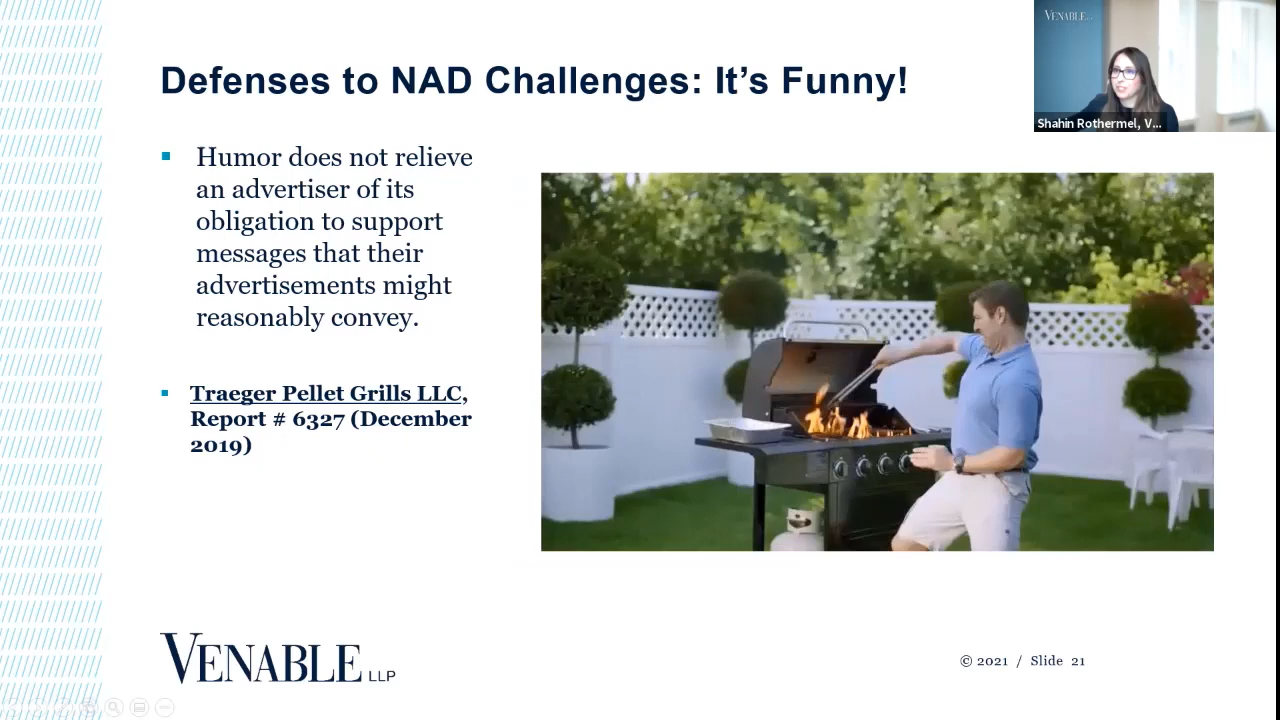 VENABLE
Defenses to NAD Challenges: It’s Funny!
Shahin Rothermel, V...
Humor does not relieve
an advertiser of its
obligation to support
messages that their
advertisements might
reasonably convey.
Traeger Pellet Grills LLC,
Report # 6327 (December
2019)
VENABLE LLP
© 2021 / Slide 21